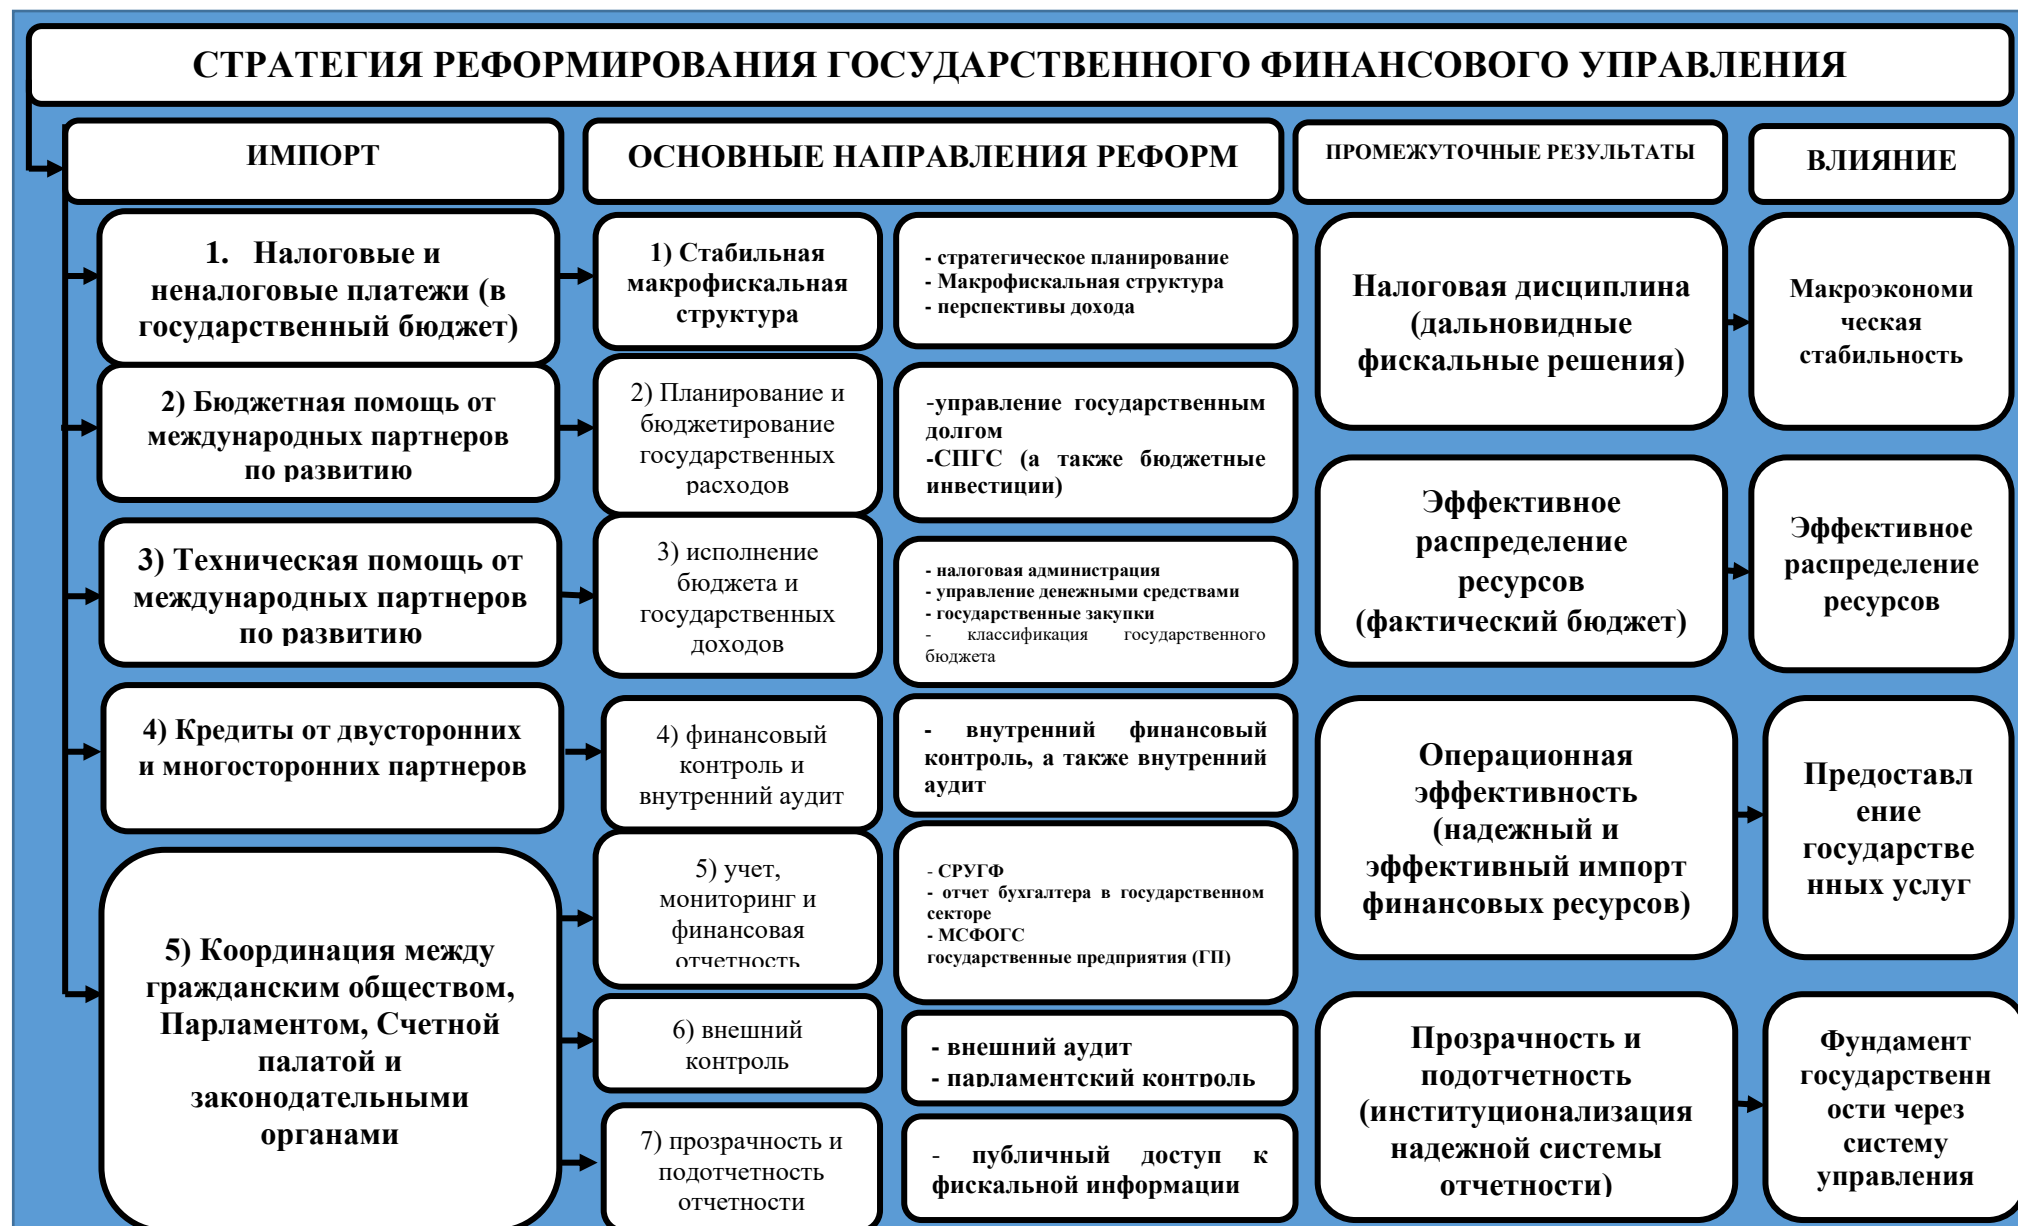 СТРАТЕГИЯ РЕФОРМИРОВАНИЯ ГОСУДАРСТВЕННОГО ФИНАНСОВОГО УПРАВЛЕНИЯ
ИМПОРТ
ОСНОВНЫЕ НАПРАВЛЕНИЯ РЕФОРМ
ПРОМЕЖУТОЧНЫЕ РЕЗУЛЬТАТЫ
ВЛИЯНИЕ
1. Налоговые и
неналоговые платежи (в
государственный бюджет)
1) Стабильная
макрофискальная
структура
- стратегическое планирование
- Макрофискальная структура
- перспективы дохода
Налоговая дисциплина
(дальновидные
фискальные решения)
Макроэкономи
ческая
стабильность
2) Бюджетная помощь от
международных партнеров
по развитию
2) Планирование и
бюджетирование
государственных
расходов
-управление государственным
долгом
-СПГС (а также бюджетные
инвестиции)
Эффективное
распределение
ресурсов
(фактический бюджет)
Эффективное
распределение
ресурсов
3) Техническая помощь от
международных партнеров
по развитию
3) исполнение
бюджета и
государственных
доходов
- налоговая администрация
- управление денежными средствами
- государственные закупки
- классификация государственного
бюджета
4) Кредиты от двусторонних
и многосторонних партнеров
4) финансовый
контроль и
внутренний аудит
- внутренний финансовый
контроль, а также внутренний
аудит
Операционная
эффективность
(надежный и
эффективный импорт
финансовых ресурсов)
Предоставл
ение
государстве
нных услуг
5) Координация между
гражданским обществом,
Парламентом, Счетной
палатой и
законодательными
органами
5) учет,
мониторинг и
финансовая
отчетность
- СРУГФ
- отчет бухгалтера в государственном
секторе
- МСФОГС
государственные предприятия (ГП)
6) внешний
контроль
- внешний аудит
- парламентский контроль
Прозрачность и
подотчетность
(институционализация
надежной системы
отчетности)
Фундамент
государственн
ости через
систему
управления
7) прозрачность и
подотчетность
отчетности
- публичный доступ к
фискальной информации